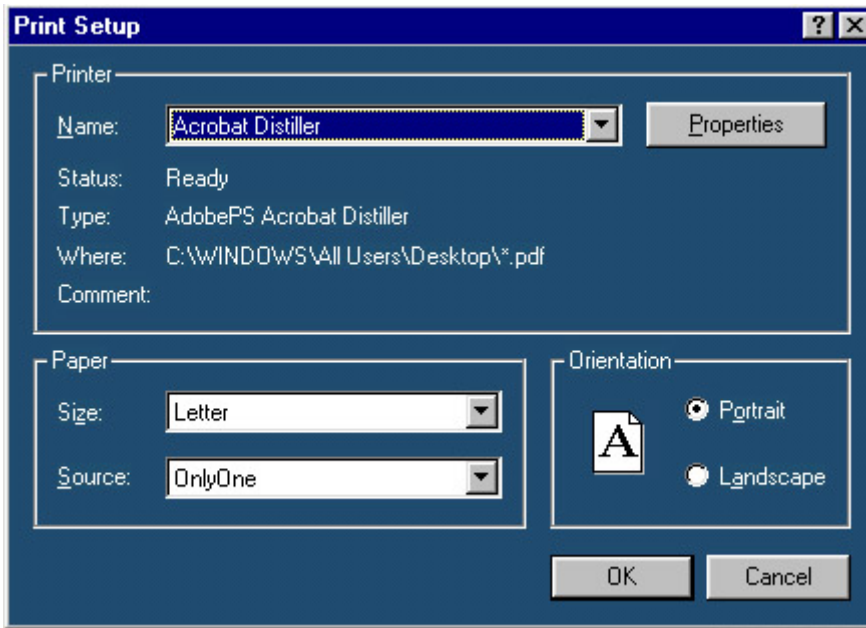 Print Setup
Printer
Name: Acrobat Distiller Properties
Status: Ready
Type: AdobePS Acrobat Distiller
Where: C:\WINDOWS\All Users\Desktop\*.pdf
Comment:
Paper
Size: Letter
Source: OnlyOne
Orientation
A
Portrait
Landscape
OK Cancel